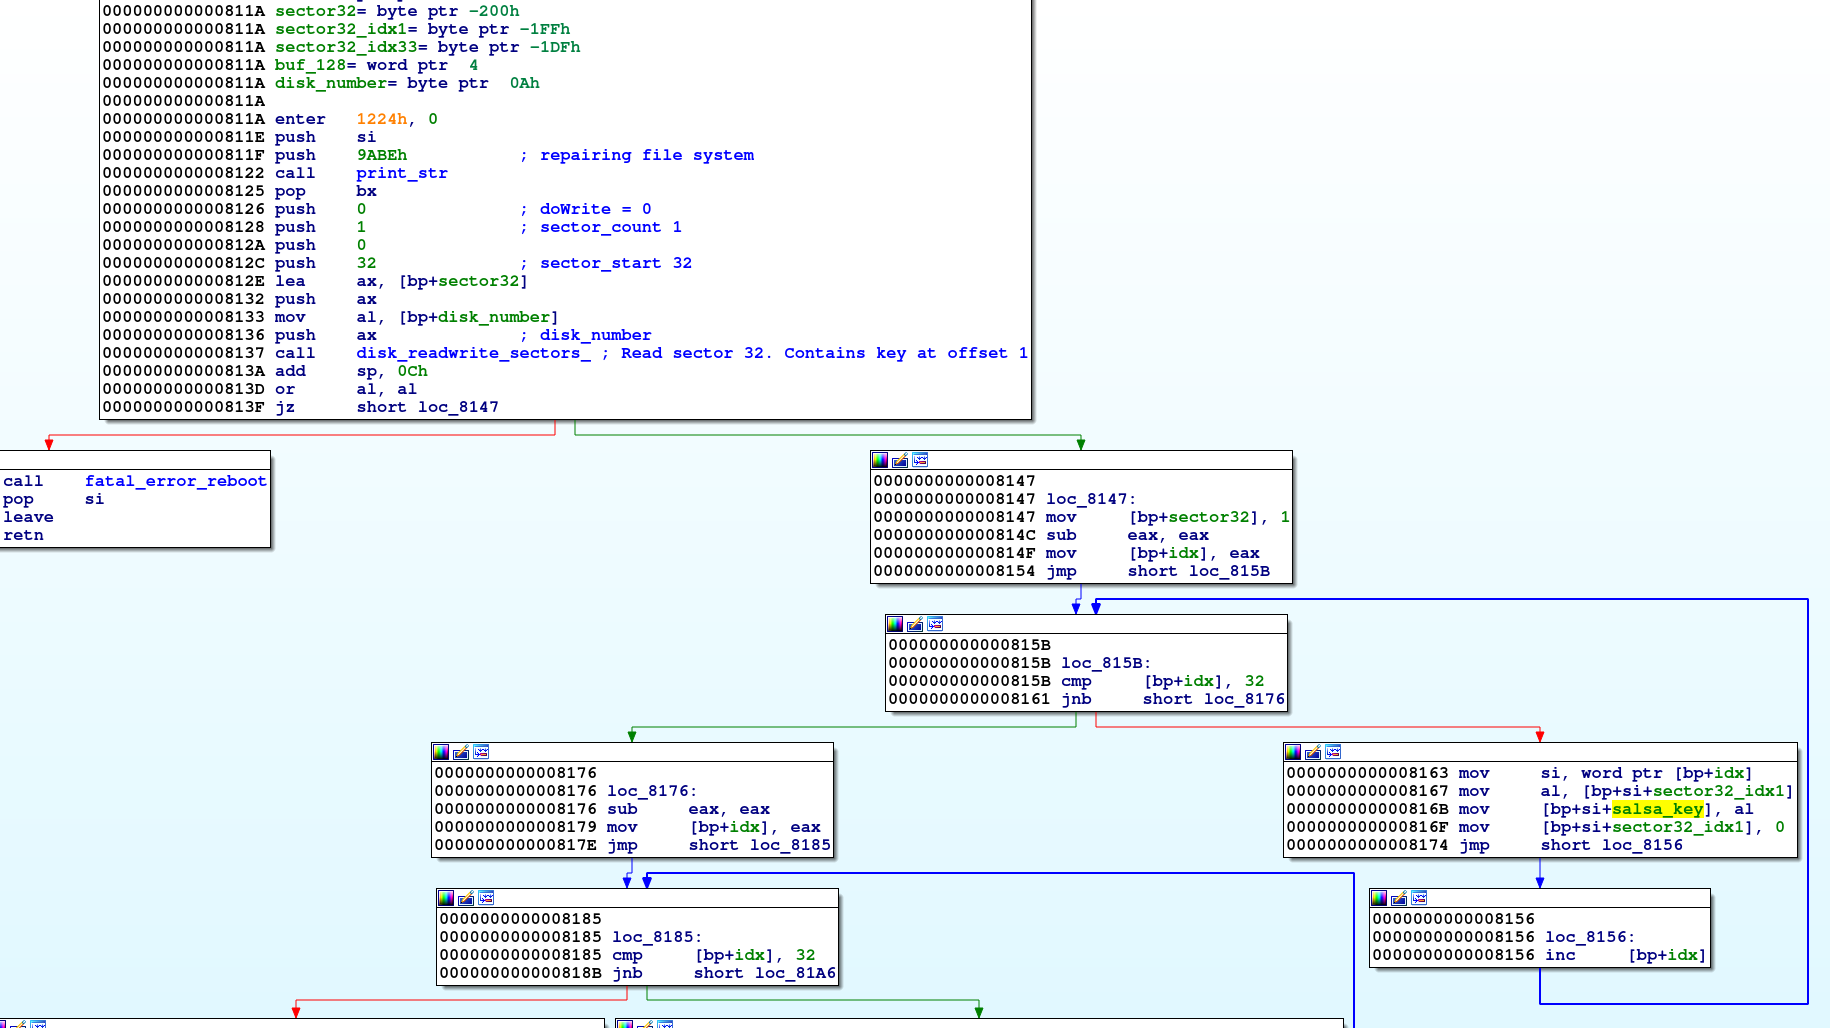 000000000000811A sector32= byte ptr -200h
000000000000811A sector32_idx1= byte ptr -1FFh
000000000000811A sector32_idx33= byte ptr -1DFh
000000000000811A buf_128= word ptr  4
000000000000811A disk_number= byte ptr  0Ah
000000000000811A
000000000000811A enter   1224h, 0
000000000000811E push    si
000000000000811F push    9ABEh           ; repairing file system
0000000000008122 call    print_str
0000000000008125 pop     bx
0000000000008126 push    0               ; doWrite = 0
0000000000008128 push    1               ; sector_count 1
000000000000812A push    0
000000000000812C push    32              ; sector_start 32
000000000000812E lea     ax, [bp+sector32]
0000000000008132 push    ax
0000000000008133 mov     al, [bp+disk_number]
0000000000008136 push    ax              ; disk_number
0000000000008137 call    disk_readwrite_sectors_ ; Read sector 32. Contains key at offset 1
000000000000813A add     sp, 0Ch
000000000000813D or      al, al
000000000000813F jz      short loc_8147
call    fatal_error_reboot
pop     si
leave
retn
0000000000008147
0000000000008147 loc_8147:
0000000000008147 mov     [bp+sector32], 1
000000000000814C sub     eax, eax
000000000000814F mov     [bp+idx], eax
0000000000008154 jmp     short loc_815B
000000000000815B
000000000000815B loc_815B:
000000000000815B cmp     [bp+idx], 32
0000000000008161 jnb     short loc_8176
0000000000008176
0000000000008176 loc_8176:
0000000000008176 sub     eax, eax
0000000000008179 mov     [bp+idx], eax
000000000000817E jmp     short loc_8185
0000000000008163 mov     si, word ptr [bp+idx]
0000000000008167 mov     al, [bp+si+sector32_idx1]
000000000000816B mov     [bp+si+salsa_key], al
000000000000816F mov     [bp+si+sector32_idx1], 0
0000000000008174 jmp     short loc_8156
0000000000008185
0000000000008185 loc_8185:
0000000000008185 cmp     [bp+idx], 32
000000000000818B jnb     short loc_81A6
0000000000008156
0000000000008156 loc_8156:
0000000000008156 inc     [bp+idx]